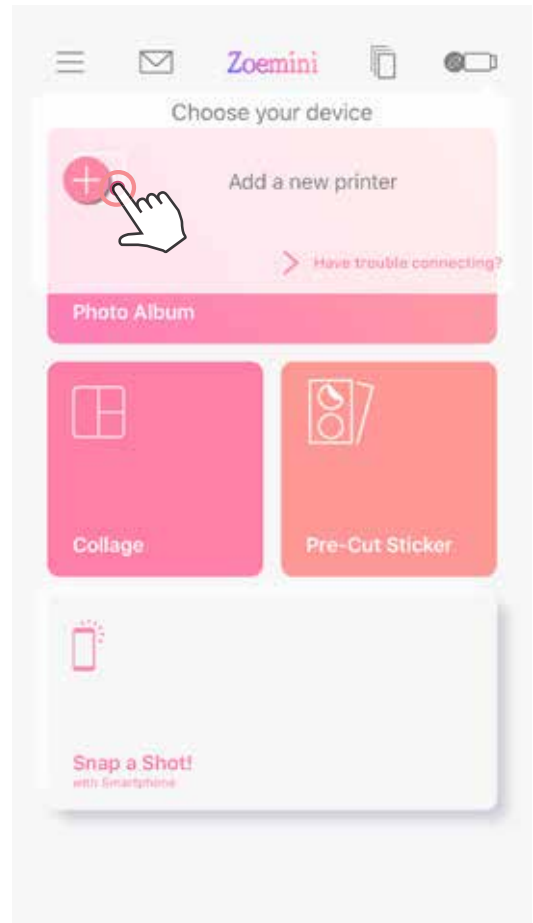 Zoemini
Choose your device
Add a new printer
Have trouble connecting?
Photo Album
Collage
Pre-Cut Sticker
Snap a Shot!
with Smartphone